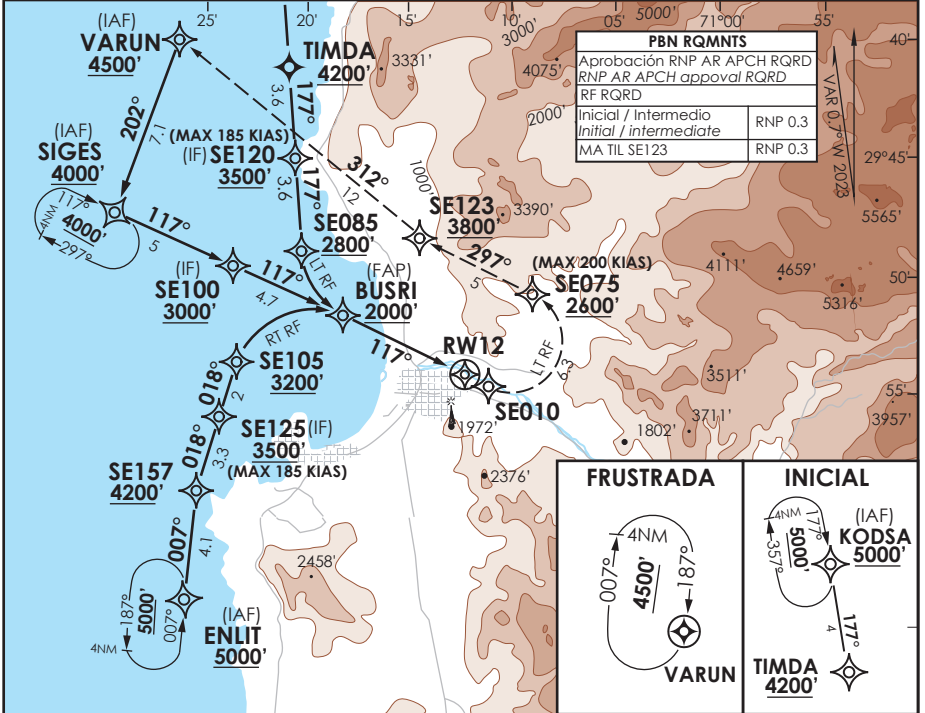 25'
20'
15'
10'
5'
71°00'
55'
5000'
3000'
40'
(IAF)
VARUN
4500'
TIMDA
4200'
3331'
4075'
2000'
PBN RQMNTS
Aprobación RNP AR APCH RQRD
RNP AR APCH appoval RQRD
RF RQRD
Inicial / Intermedio
Initial / intermediate
RNP 0.3
MA TIL SE123
RNP 0.3
VAR 0.7° W 2023
202°
7.1
3.6
177°
(MAX 185 KIAS)
(IF) SE120
3500'
(IAF)
SIGES
4000'
312°
12
1000'
29°45'
3.6
177°
SE123
3800'
3390'
5565'
117°
4NM
4000'
297°
117°
5
SE085
2800'
297°
5
(MAX 200 KIAS)
SE075
2600'
4111'
4659'
5316'
50'
(IF)
SE100
3000'
117°
4.7
LT RF
(FAP)
BUSRI
2000'
RT RF
117°
RW12
LT RF
6.3
SE105
3200'
018°
2
SE010
3511'
55'
SE125 (IF)
3500'
(MAX 185 KIAS)
018°
3.3
1972'
1802'
3711'
3957'
SE157
4200'
2376'
007°
4.1
2458'
187°
5000'
007°
4NM
(IAF)
ENLIT
5000'
FRUSTRADA
4NM
007°
4500'
187°
VARUN
INICIAL
4NM
177°
5000'
357°
(IAF)
KODSA
5000'
177°
4
TIMDA
4200'